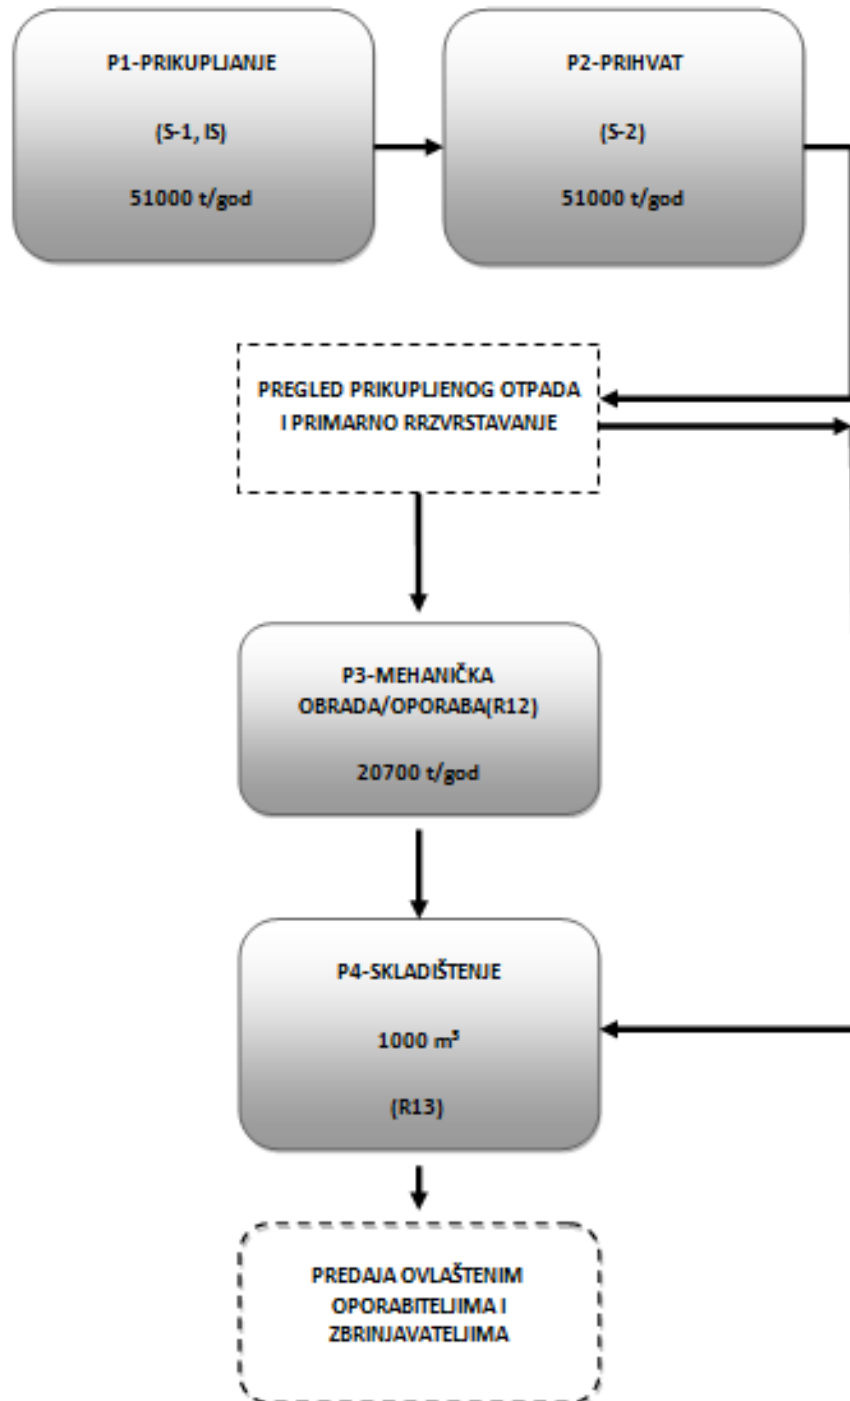 P1-PRIKUPLJANJE
(S-1, IS)
51000 t/god
P2-PRIHVAT
(S-2)
51000 t/god
PREGLED PRIKUPLJENOG OTPADA
I PRIMARNO RRZVRSTAVANJE
P3-MEHANIČKA
OBRADA/OPORABA(R12)
20700 t/god
P4-SKLADIŠTENJE
1000 m³
(R13)
PREDAJA OVLAŠTENIM
OPORABITELJIMA I
ZBRINJAVATELJIMA